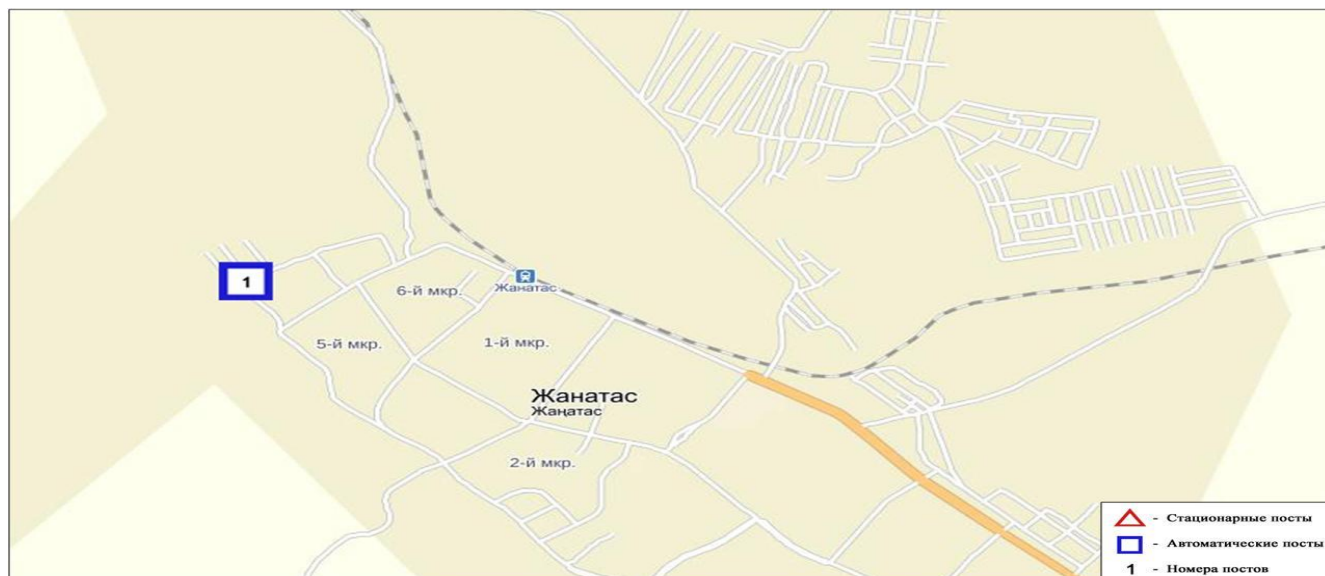 1
6-й мкр.
Жанатас
5-й мкр.
1-й мкр.
Жанатас
Жаңатас
2-й мкр.
- Стационарные посты
- Автоматические посты
1 - Номера постов